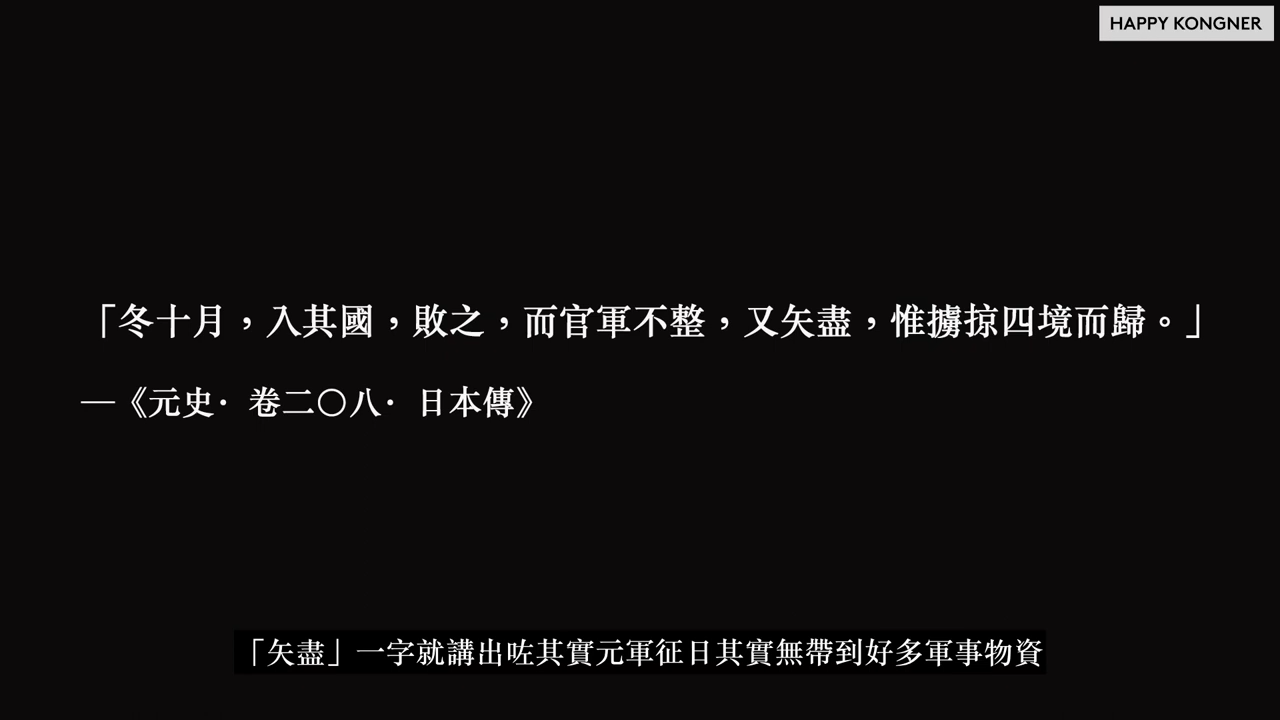 HAPPY KONGNER
「冬十月，入其國，敗之，而官軍不整，又矢盡，惟擄掠四境而歸。」
—《元史．卷二〇八．日本傳》
「矢盡」一字就講出咗其實元軍征日其實無帶到好多軍事物資